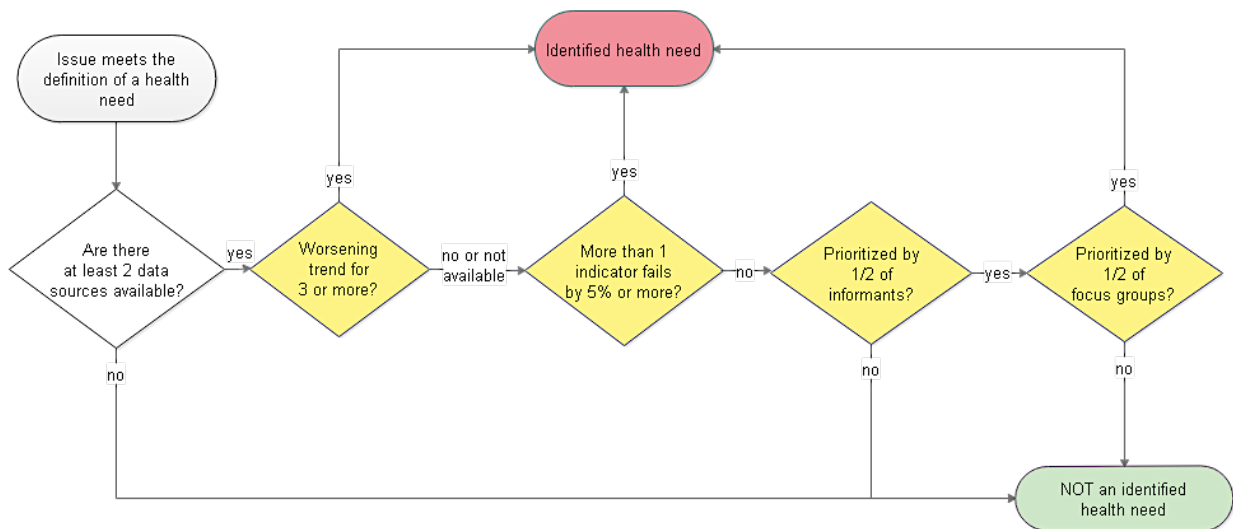 Issue meets the
definition of a health
need
Identified health need
yes
yes
yes
Are there
at least 2 data
sources available?
yes
Worsening
trend for
3 or more?
no or not
available
More than 1
indicator fails
by 5% or more?
no
Prioritized by
1/2 of
informants?
yes
Prioritized by
1/2 of
focus groups?
no
no
no
NOT an identified
health need